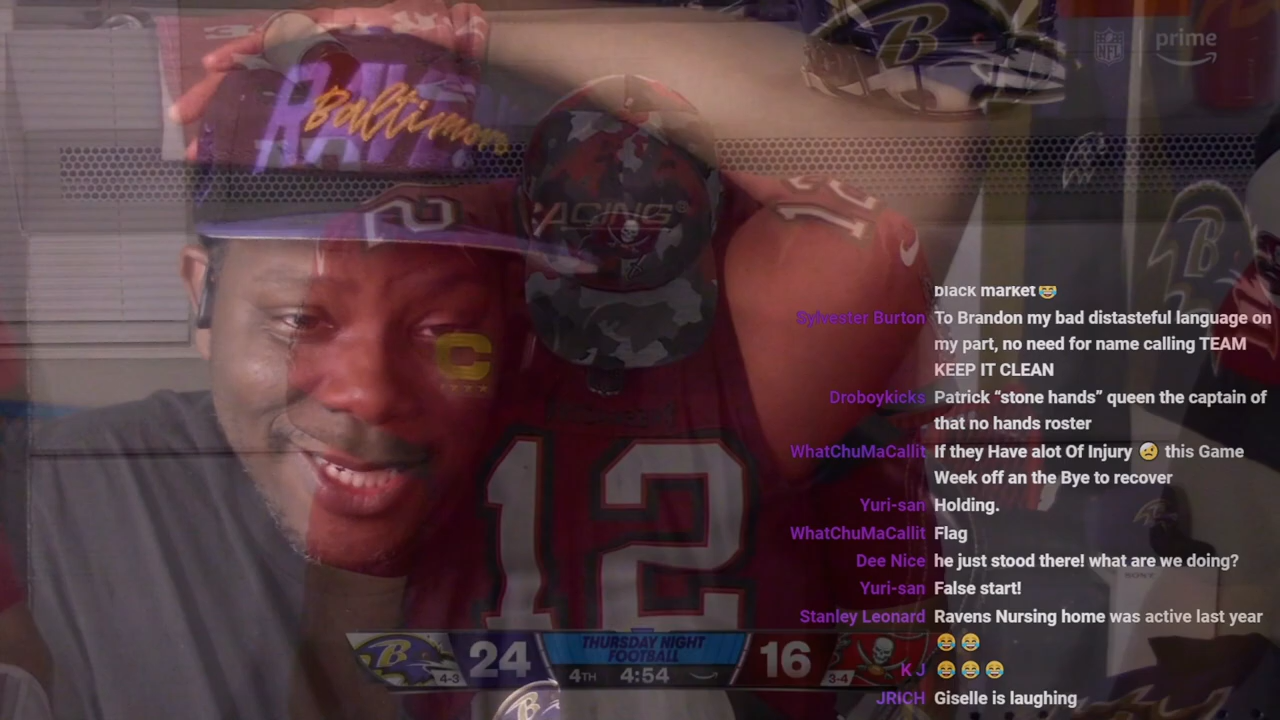 NFL prime
RAVENS
Baltimore
RACING®
2
12
C
B
B
12
black market😂
Sylvester Burton To Brandon my bad distasteful language on
my part, no need for name calling TEAM
KEEP IT CLEAN
Droboykicks Patrick “stone hands” queen the captain of
that no hands roster
WhatChuMaCallit If they Have alot Of Injury 🤕 this Game
Week off an the Bye to recover
Yuri-san Holding.
WhatChuMaCallit Flag
Dee Nice he just stood there! what are we doing?
Yuri-san False start!
SONY
Stanley Leonard Ravens Nursing home was active last year
😂 😂
K J 😂 😂 😂
JRICH Giselle is laughing
B 4-3 24 THURSDAY NIGHT
FOOTBALL
4TH 4:54 16 3-4